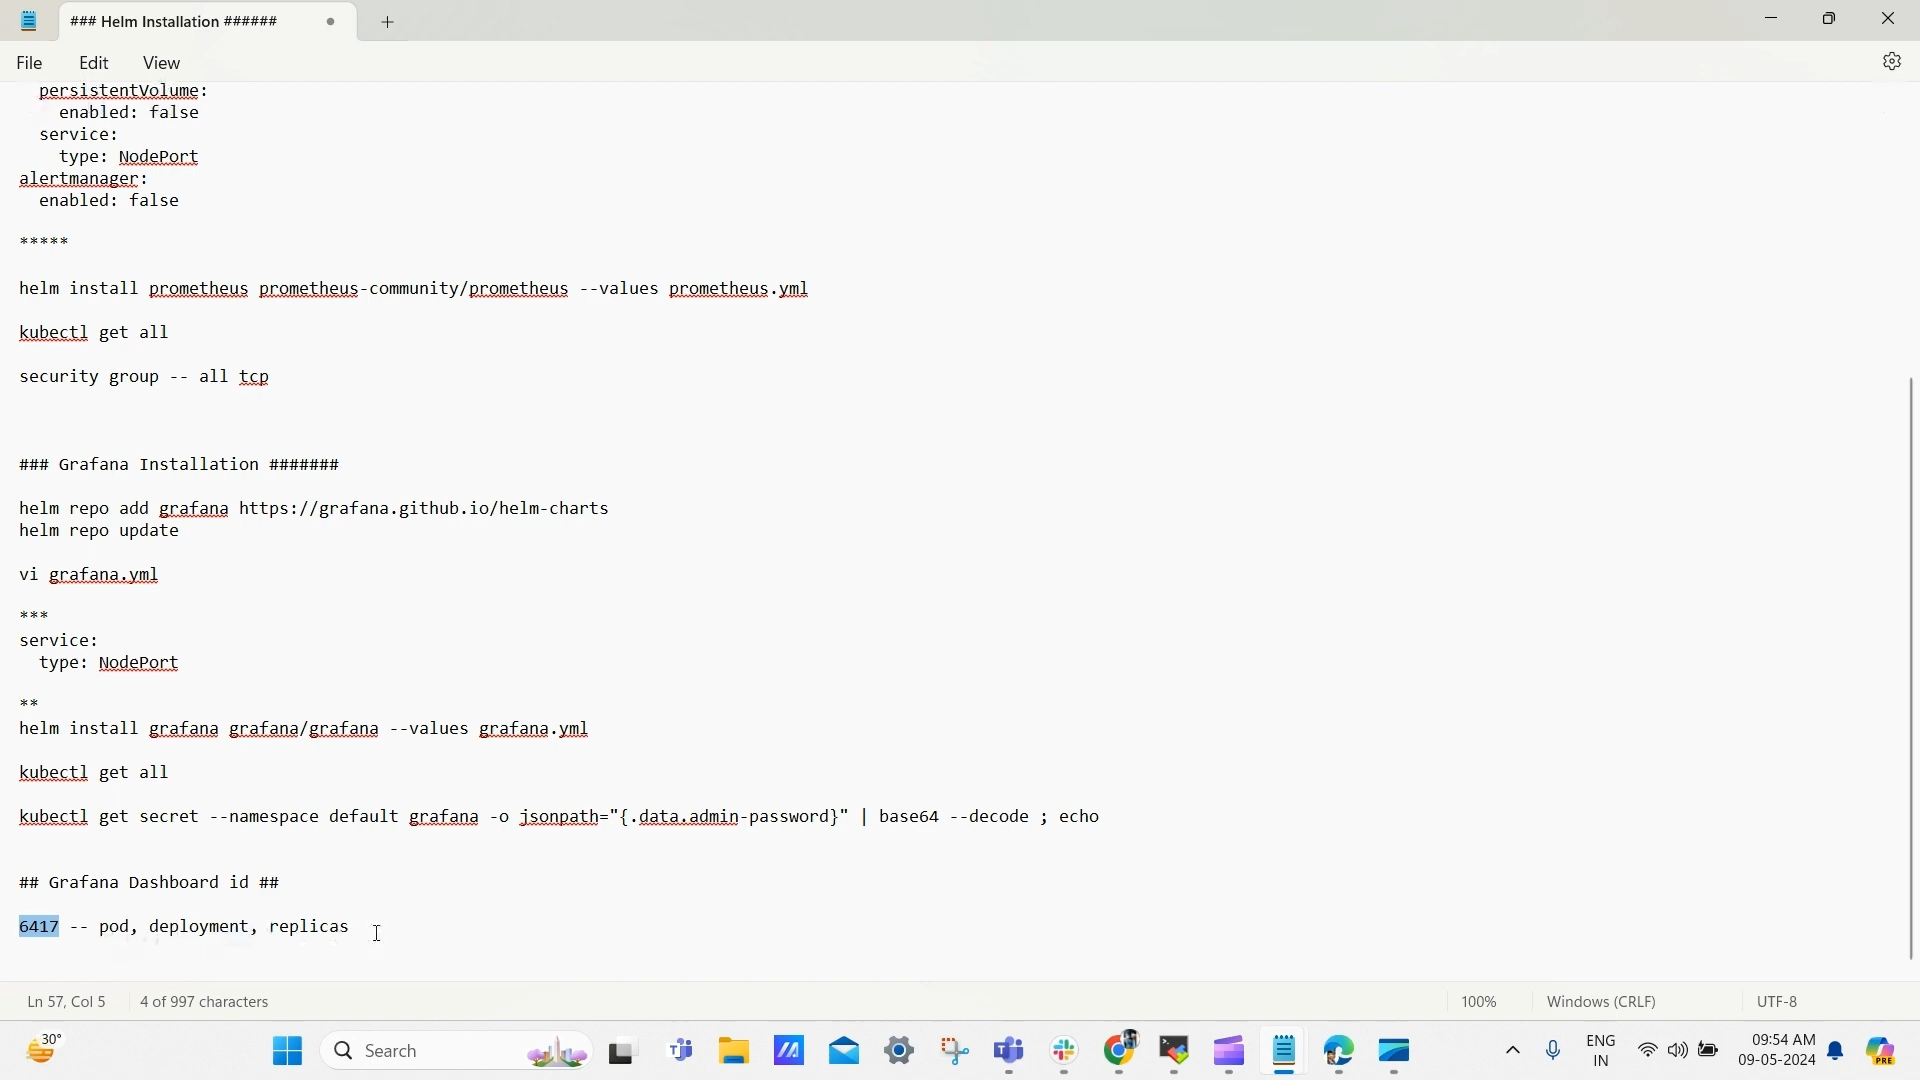 ### Helm Installation ######
File Edit View
persistentVolume:
    enabled: false
  service:
    type: NodePort
alertmanager:
  enabled: false
*****
helm install prometheus prometheus-community/prometheus --values prometheus.yml
kubectl get all
security group -- all tcp
### Grafana Installation #######
helm repo add grafana https://grafana.github.io/helm-charts
helm repo update
vi grafana.yml
***
service:
  type: NodePort
**
helm install grafana grafana/grafana --values grafana.yml
kubectl get all
kubectl get secret --namespace default grafana -o jsonpath="{.data.admin-password}" | base64 --decode ; echo
## Grafana Dashboard id ##
6417 -- pod, deployment, replicas
Ln 57, Col 5 4 of 997 characters 100% Windows (CRLF) UTF-8
30° Search ENG IN 09:54 AM 09-05-2024 PRE